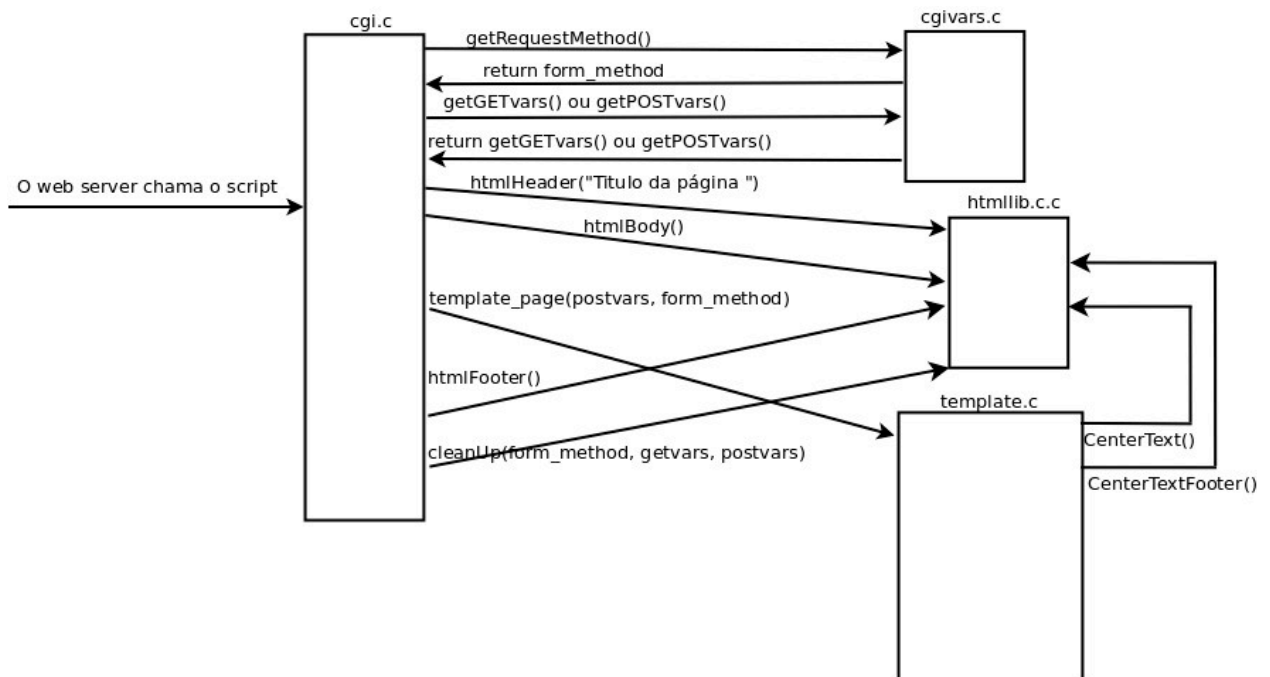 cgi.c
cgivars.c
getRequestMethod()
return form_method
getGETvars() ou getPOSTvars()
return getGETvars() ou getPOSTvars()
O web server chama o script
htmlHeader("Titulo da página ")
htmllib.c.c
htmlBody()
template_page(postvars, form_method)
htmlFooter()
template.c
CenterText()
cleanUp(form_method, getvars, postvars)
CenterTextFooter()